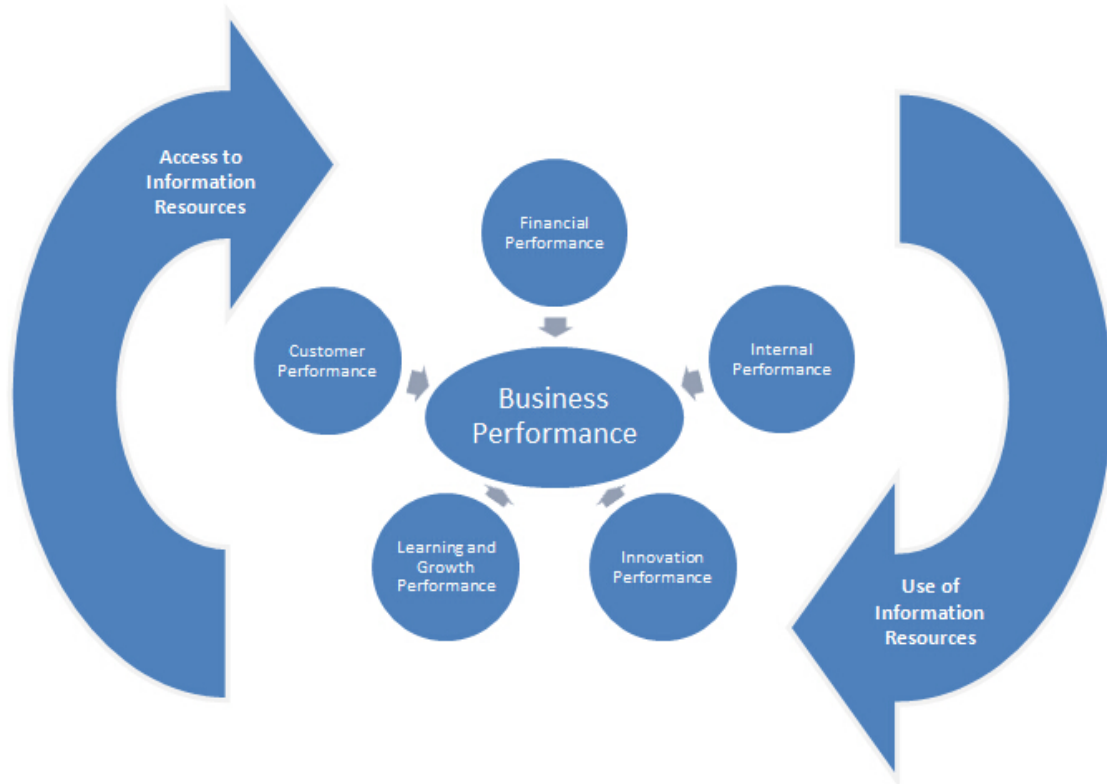 Access to
Information
Resources
Financial
Performance
Customer
Performance
Internal
Performance
Business
Performance
Learning and
Growth
Performance
Innovation
Performance
Use of
Information
Resources